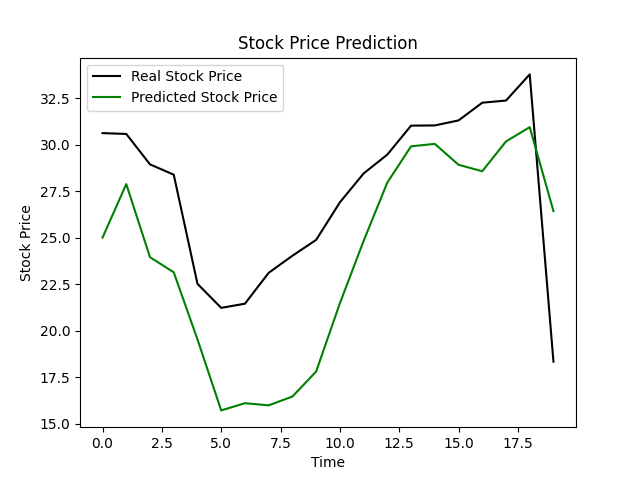 Stock Price Prediction
Real Stock Price
Predicted Stock Price
Stock Price
32.5
30.0
27.5
25.0
22.5
20.0
17.5
15.0
0.0 2.5 5.0 7.5 10.0 12.5 15.0 17.5
Time